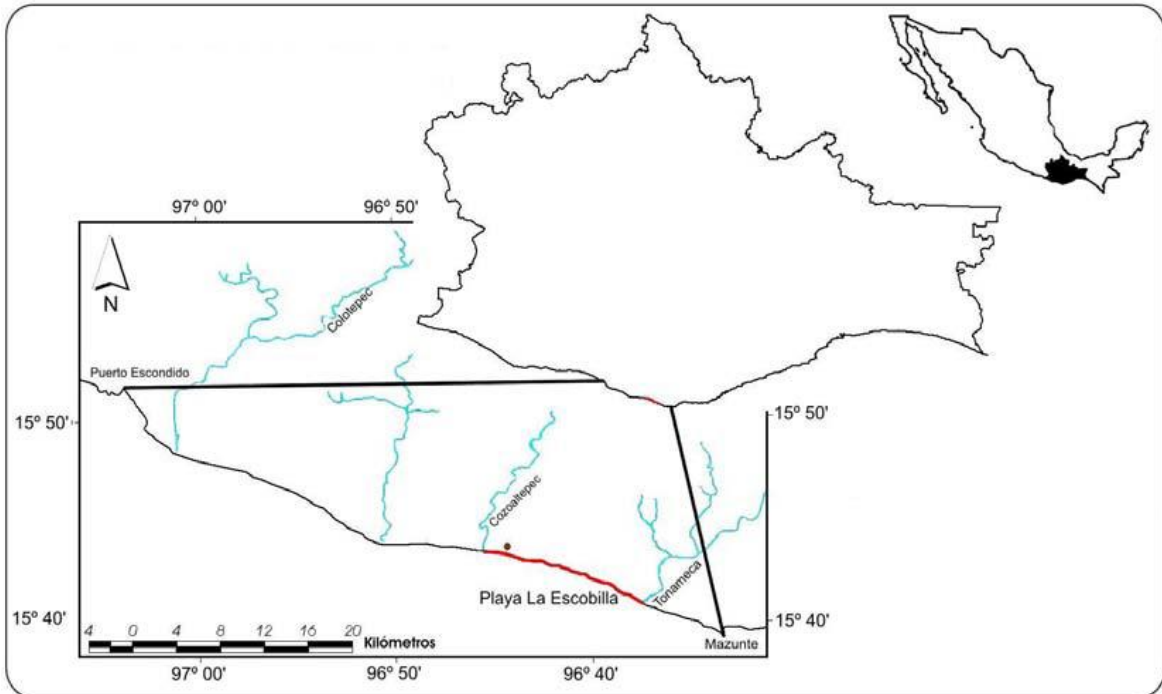 97º 00'
96º 50'
N
Colotepec
Puerto Escondido
15º 50'
15º 50'
Cozoaltepec
Tonameca
Playa La Escobilla
15º 40'
15º 40'
4 0 4 8 12 16 20
Kilómetros
Mazunte
97º 00'
96º 50'
96º 40'